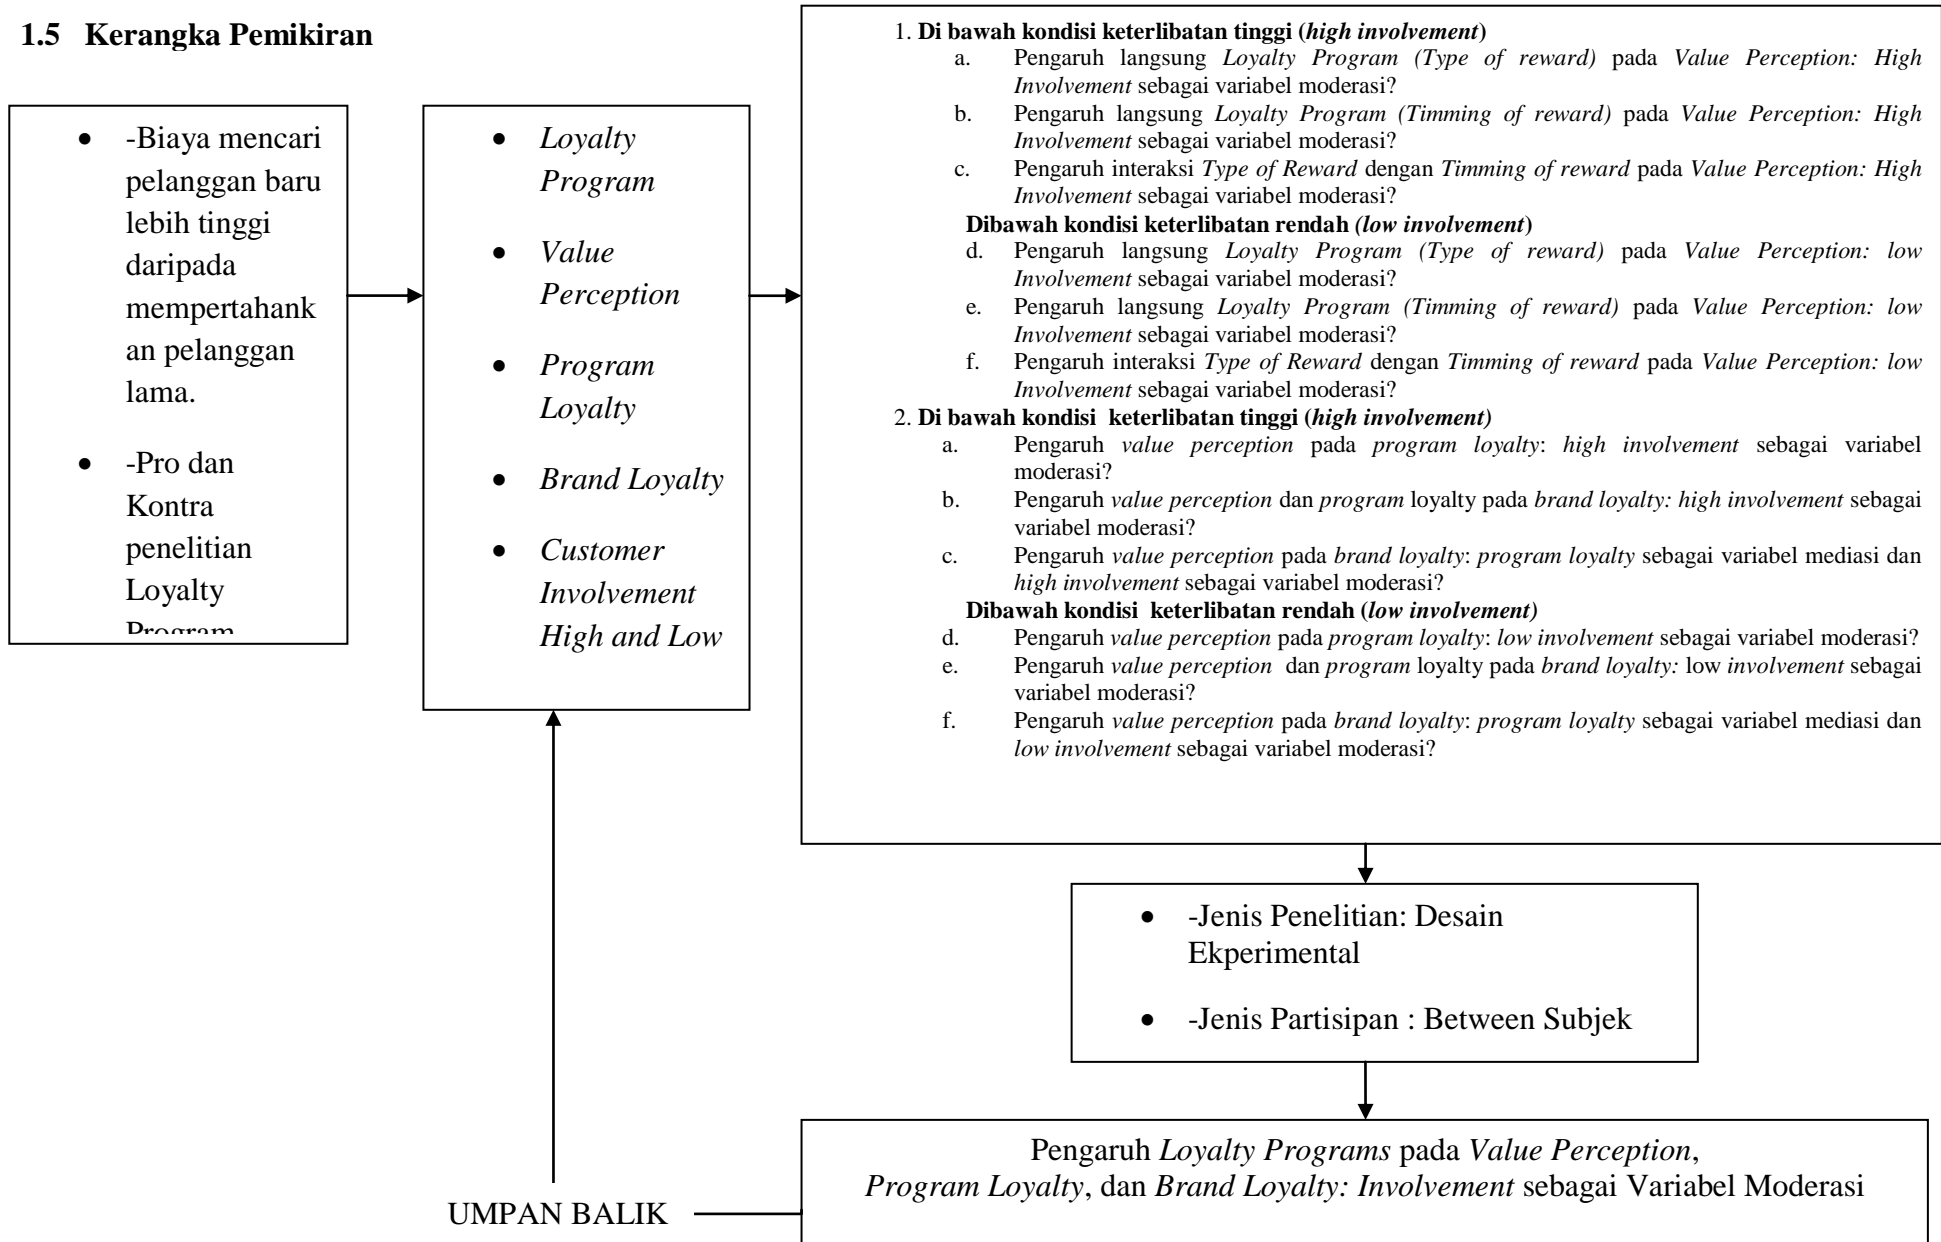 1.5 Kerangka Pemikiran
• -Biaya mencari
pelanggan baru
lebih tinggi
daripada
mempertahank
an pelanggan
lama.
• -Pro dan
Kontra
penelitian
Loyalty
Program
• Loyalty
Program
• Value
Perception
• Program
Loyalty
• Brand Loyalty
• Customer
Involvement
High and Low
1. Di bawah kondisi keterlibatan tinggi (high involvement)
a. Pengaruh langsung Loyalty Program (Type of reward) pada Value Perception: High
Involvement sebagai variabel moderasi?
b. Pengaruh langsung Loyalty Program (Timming of reward) pada Value Perception: High
Involvement sebagai variabel moderasi?
c. Pengaruh interaksi Type of Reward dengan Timming of reward pada Value Perception: High
Involvement sebagai variabel moderasi?
Dibawah kondisi keterlibatan rendah (low involvement)
d. Pengaruh langsung Loyalty Program (Type of reward) pada Value Perception: low
Involvement sebagai variabel moderasi?
e. Pengaruh langsung Loyalty Program (Timming of reward) pada Value Perception: low
Involvement sebagai variabel moderasi?
f. Pengaruh interaksi Type of Reward dengan Timming of reward pada Value Perception: low
Involvement sebagai variabel moderasi?
2. Di bawah kondisi keterlibatan tinggi (high involvement)
a. Pengaruh value perception pada program loyalty: high involvement sebagai variabel
moderasi?
b. Pengaruh value perception dan program loyalty pada brand loyalty: high involvement sebagai
variabel moderasi?
c. Pengaruh value perception pada brand loyalty: program loyalty sebagai variabel mediasi dan
high involvement sebagai variabel moderasi?
Dibawah kondisi keterlibatan rendah (low involvement)
d. Pengaruh value perception pada program loyalty: low involvement sebagai variabel moderasi?
e. Pengaruh value perception dan program loyalty pada brand loyalty: low involvement sebagai
variabel moderasi?
f. Pengaruh value perception pada brand loyalty: program loyalty sebagai variabel mediasi dan
low involvement sebagai variabel moderasi?
• -Jenis Penelitian: Desain
Ekperimental
• -Jenis Partisipan : Between Subjek
Pengaruh Loyalty Programs pada Value Perception,
Program Loyalty, dan Brand Loyalty: Involvement sebagai Variabel Moderasi
UMPAN BALIK